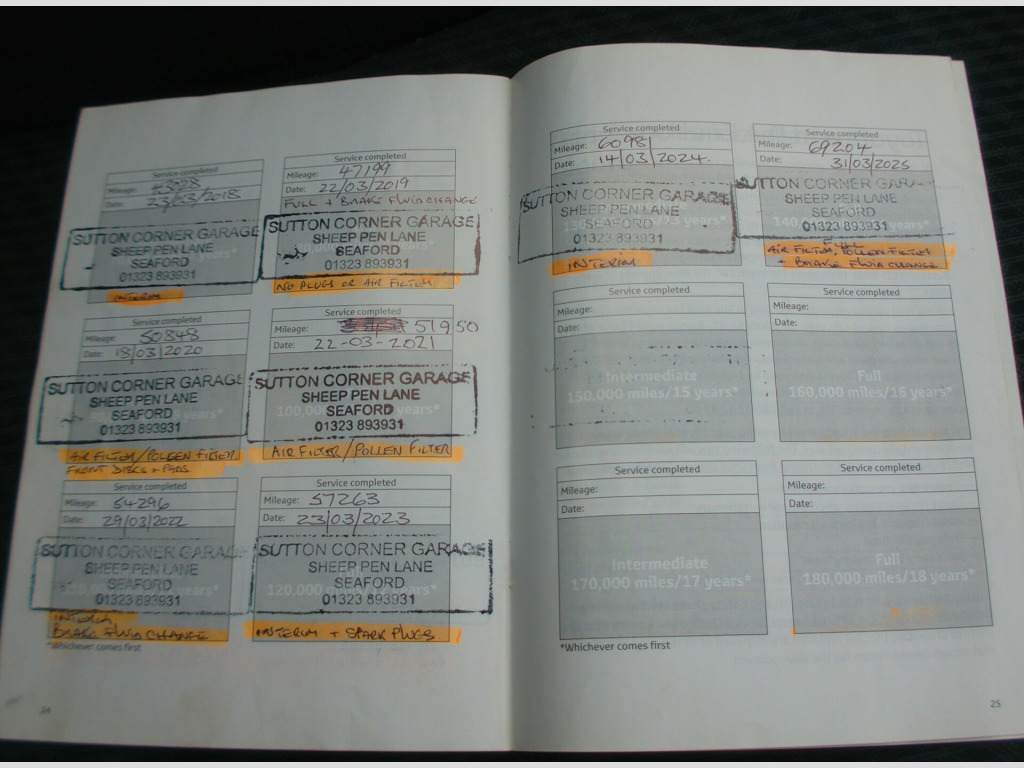 Service completed
Mileage: 43028
Date: 23/03/2018
SUTTON CORNER GARAGE
SHEEP PEN LANE
SEAFORD
01323 893931
INTERIM
Service completed
Mileage: 47199
Date: 22/03/2019
FULL + BRAKE FLUID CHANGE
SUTTON CORNER GARAGE
SHEEP PEN LANE
SEAFORD
01323 893931
NO PLUGS OR AIR FILTER
Service completed
Mileage: 50848
Date: 18/03/2020
SUTTON CORNER GARAGE
SHEEP PEN LANE
SEAFORD
01323 893931
AIR FILTER/POLLEN FILTER
FRONT DISCS + PADS
Service completed
Mileage: 51950
Date: 22-03-2021
SUTTON CORNER GARAGE
SHEEP PEN LANE
100,000 years*
SEAFORD
01323 893931
AIR FILTER/POLLEN FILTER
Service completed
Mileage: 54296
Date: 29/03/2022
SUTTON CORNER GARAGE
SHEEP PEN LANE
SEAFORD
01323 893931
INTERIM
BRAKE FLUID CHANGE
Service completed
Mileage: 57263
Date: 23/03/2023
SUTTON CORNER GARAGE
SHEEP PEN LANE
SEAFORD
120,000 years*
01323 893931
INTERIM + SPARK PLUGS
*Whichever comes first
24
Service completed
Mileage: 60981
Date: 14/03/2024.
SUTTON CORNER GARAGE
SHEEP PEN LANE
SEAFORD
years*
01323 893931
INTERIM
Service completed
Mileage: 69204
31/03/2025
SUTTON CORNER
SHEEP PEN LANE
SEAFORD
years*
01323 893931
AIR FILTER, POLLEN FILTER
+ BRAKE FLUID CHANGE
Service completed
Mileage:
Date:
Intermediate
150,000 miles/15 years*
Service completed
Mileage:
Date:
Full
160,000 miles/16 years*
Service completed
Mileage:
Date:
Intermediate
170,000 miles/17 years*
Service completed
Mileage:
Date:
Full
180,000 miles/18 years*
*Whichever comes first
25